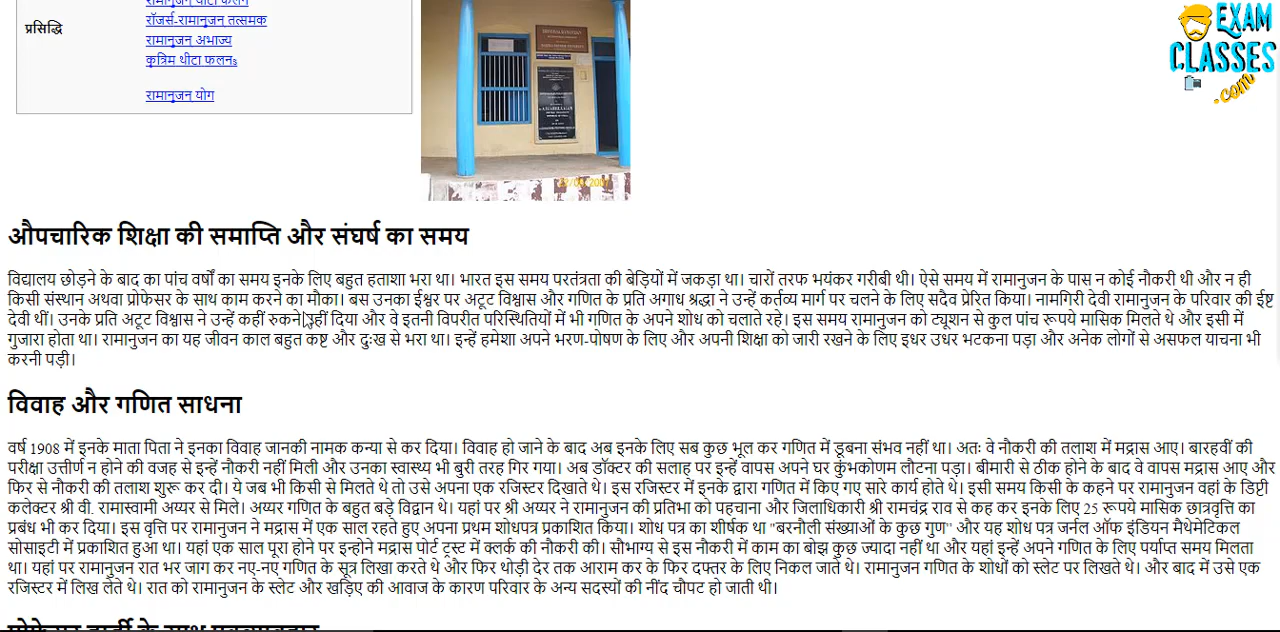 रामानुजन थीटा फलन
रॉजर्स-रामानुजन तत्समक
प्रसिद्धि
रामानुजन अभाज्य
कृत्रिम थीटा फलनs
रामानुजन योग
EXAM
CLASSES
.com
औपचारिक शिक्षा की समाप्ति और संघर्ष का समय
विद्यालय छोड़ने के बाद का पांच वर्षों का समय इनके लिए बहुत हताशा भरा था। भारत इस समय परतंत्रता की बेड़ियों में जकड़ा था। चारों तरफ भयंकर गरीबी थी। ऐसे समय में रामानुजन के पास न कोई नौकरी थी और न ही
किसी संस्थान अथवा प्रोफेसर के साथ काम करने का मौका। बस उनका ईश्वर पर अटूट विश्वास और गणित के प्रति अगाध श्रद्धा ने उन्हें कर्तव्य मार्ग पर चलने के लिए सदैव प्रेरित किया। नामगिरी देवी रामानुजन के परिवार की ईष्ट
देवी थीं। उनके प्रति अटूट विश्वास ने उन्हें कहीं रुकने नहीं दिया और वे इतनी विपरीत परिस्थितियों में भी गणित के अपने शोध को चलाते रहे। इस समय रामानुजन को ट्यूशन से कुल पांच रूपये मासिक मिलते थे और इसी में
गुजारा होता था। रामानुजन का यह जीवन काल बहुत कष्ट और दुःख से भरा था। इन्हें हमेशा अपने भरण-पोषण के लिए और अपनी शिक्षा को जारी रखने के लिए इधर उधर भटकना पड़ा और अनेक लोगों से असफल याचना भी
करनी पड़ी।
विवाह और गणित साधना
वर्ष 1908 में इनके माता पिता ने इनका विवाह जानकी नामक कन्या से कर दिया। विवाह हो जाने के बाद अब इनके लिए सब कुछ भूल कर गणित में डूबना संभव नहीं था। अतः वे नौकरी की तलाश में मद्रास आए। बारहवीं की
परीक्षा उत्तीर्ण न होने की वजह से इन्हें नौकरी नहीं मिली और उनका स्वास्थ्य भी बुरी तरह गिर गया। अब डॉक्टर की सलाह पर इन्हें वापस अपने घर कुंभकोणम लौटना पड़ा। बीमारी से ठीक होने के बाद वे वापस मद्रास आए और
फिर से नौकरी की तलाश शुरू कर दी। ये जब भी किसी से मिलते थे तो उसे अपना एक रजिस्टर दिखाते थे। इस रजिस्टर में इनके द्वारा गणित में किए गए सारे कार्य होते थे। इसी समय किसी के कहने पर रामानुजन वहां के डिप्टी
कलेक्टर श्री वी. रामास्वामी अय्यर से मिले। अय्यर गणित के बहुत बड़े विद्वान थे। यहां पर श्री अय्यर ने रामानुजन की प्रतिभा को पहचाना और जिलाधिकारी श्री रामचंद्र राव से कह कर इनके लिए 25 रूपये मासिक छात्रवृत्ति का
प्रबंध भी कर दिया। इस वृत्ति पर रामानुजन ने मद्रास में एक साल रहते हुए अपना प्रथम शोधपत्र प्रकाशित किया। शोध पत्र का शीर्षक था "बरनौली संख्याओं के कुछ गुण" और यह शोध पत्र जर्नल ऑफ इंडियन मैथेमेटिकल
सोसाइटी में प्रकाशित हुआ था। यहां एक साल पूरा होने पर इन्होने मद्रास पोर्ट ट्रस्ट में क्लर्क की नौकरी की। सौभाग्य से इस नौकरी में काम का बोझ कुछ ज्यादा नहीं था और यहां इन्हें अपने गणित के लिए पर्याप्त समय मिलता
था। यहां पर रामानुजन रात भर जाग कर नए-नए गणित के सूत्र लिखा करते थे और फिर थोड़ी देर तक आराम कर के फिर दफ्तर के लिए निकल जाते थे। रामानुजन गणित के शोधों को स्लेट पर लिखते थे। और बाद में उसे एक
रजिस्टर में लिख लेते थे। रात को रामानुजन के स्लेट और खड़िए की आवाज के कारण परिवार के अन्य सदस्यों की नींद चौपट हो जाती थी।